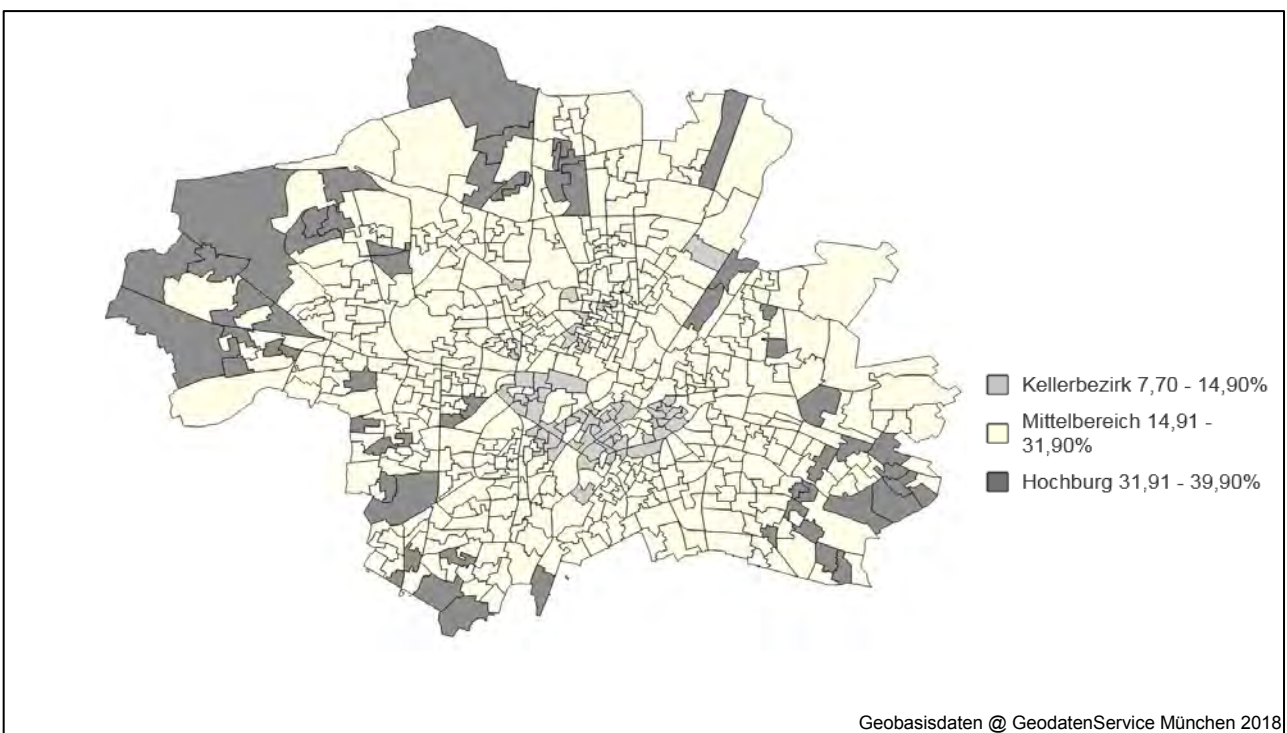 Kellerbezirk 7,70 - 14,90%
Mittelbereich 14,91 -
31,90%
Hochburg 31,91 - 39,90%
Geobasisdaten @ GeodatenService München 2018